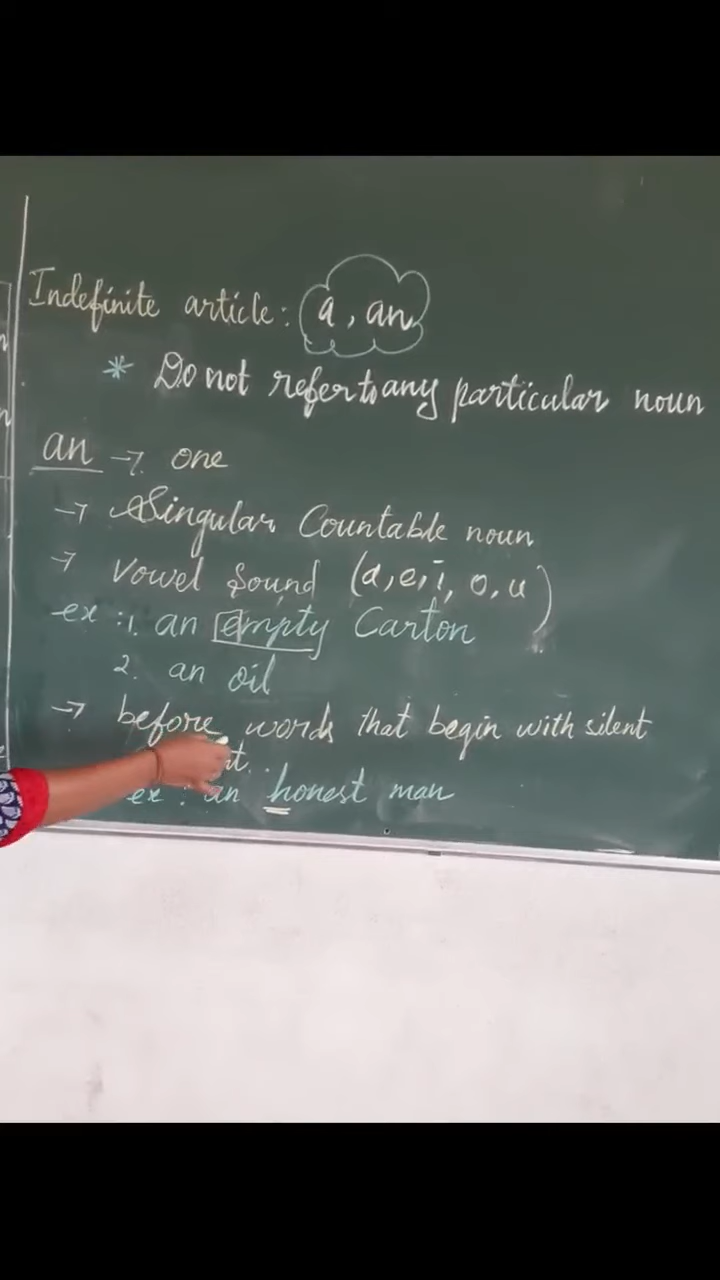 Indefinite article: a, an
* Do not refer to any particular noun
an → one
→ Singular Countable noun
→ vowel sound (a, e, i, o, u)
ex: 1. an empty Carton
2. an oil
→ before words that begin with silent
ex: an honest man